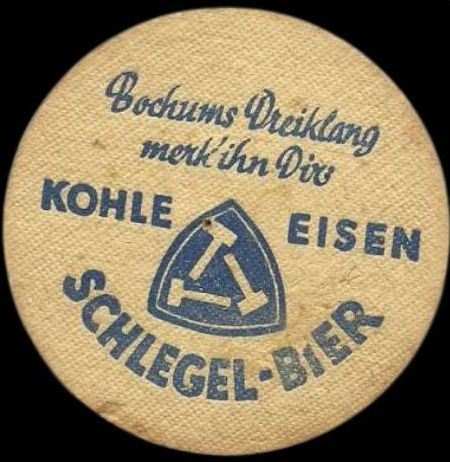 Bochums Dreiklang
merk' ihn Dir
KOHLE EISEN
SCHLEGEL-BIER